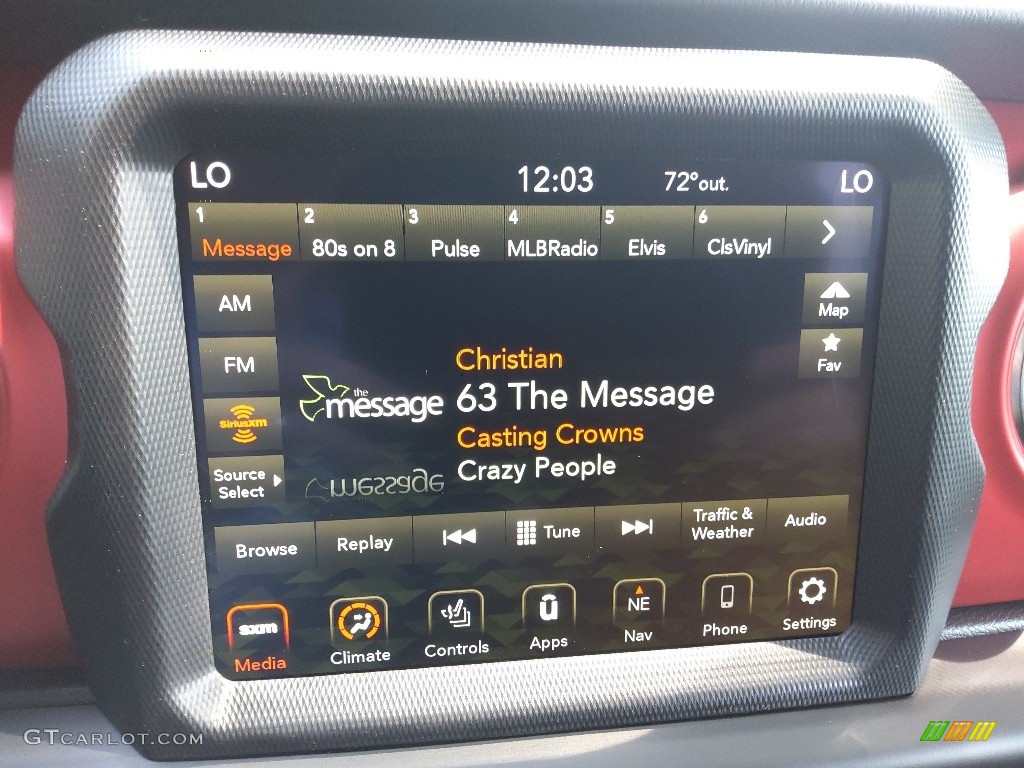 LO 12:03 72°out. LO
1 2 3 4 5 6
Message 80s on 8 Pulse MLBRadio Elvis ClsVinyl
AM
Map
FM
Fav
Christian
the
message
63 The Message
SiriusXM
Casting Crowns
Source
Select
message
Crazy People
Browse
Replay
Tune
Traffic &
Weather
Audio
sxm
Media
Climate
Controls
Apps
NE
Nav
Phone
Settings
GTCARLOT.COM